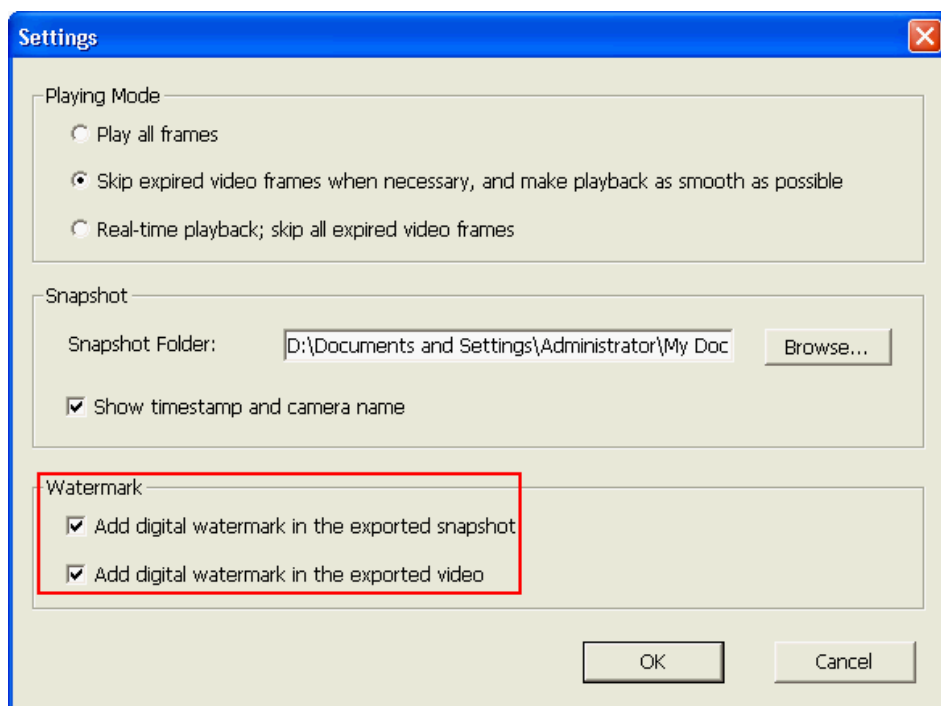 Settings
Playing Mode
Play all frames
Skip expired video frames when necessary, and make playback as smooth as possible
Real-time playback; skip all expired video frames
Snapshot
Snapshot Folder: D:\Documents and Settings\Administrator\My Doc Browse...
Show timestamp and camera name
Watermark
Add digital watermark in the exported snapshot
Add digital watermark in the exported video
OK Cancel